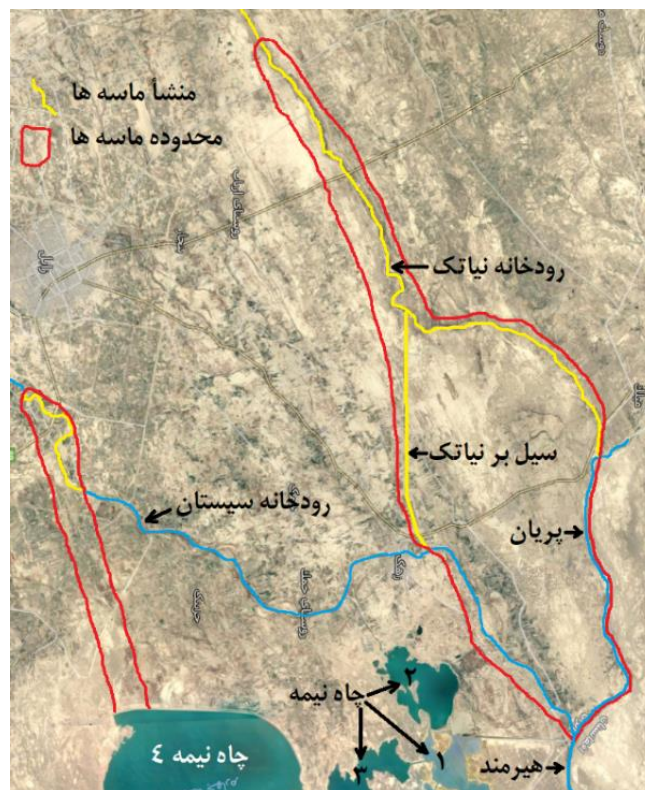 منشأ ماسه ها
محدوده ماسه ها
زابل
رودخانه نیاتک
سیل بر نیاتک
رودخانه سیستان
پریان
چاه نیمه
۲
۱
۳
چاه نیمه ٤
هیرمند